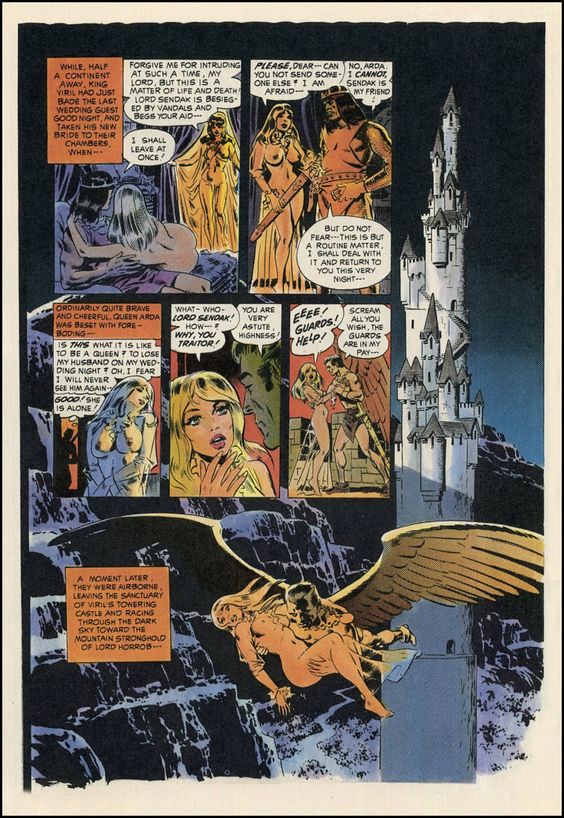 WHILE, HALF
A CONTINENT
AWAY, KING
VIRIL HAD JUST
BADE THE LAST
WEDDING GUEST
GOOD NIGHT, AND
TAKEN HIS NEW
BRIDE TO THEIR
CHAMBERS,
WHEN---
FORGIVE ME FOR INTRUDING
AT SUCH A TIME, MY
LORD, BUT THIS IS A
MATTER OF LIFE AND DEATH!
LORD SENDAK IS BESIEG-
ED BY VANDALS AND
BEGS YOUR AID---
I SHALL
LEAVE AT
ONCE!
PLEASE, DEAR--- CAN
YOU NOT SEND SOME-
ONE ELSE? I AM
AFRAID---
NO, ARDA.
I CANNOT,
SENDAK IS
MY FRIEND
!
BUT DO NOT
FEAR---THIS IS BUT
A ROUTINE MATTER.
I SHALL DEAL WITH
IT AND RETURN TO
YOU THIS VERY
NIGHT---
ORDINARILY QUITE BRAVE
AND CHEERFUL, QUEEN ARDA
WAS BESET WITH FORE-
BODING---
IS THIS WHAT IT IS LIKE
TO BE A QUEEN? TO LOSE
MY HUSBAND ON MY WED-
DING NIGHT? OH, I FEAR
I WILL NEVER
SEE HIM AGAIN---
GOOD! SHE
IS ALONE!
WHAT- WHO-
LORD SENDAK!
HOW---?
WHY, YOU
TRAITOR!
YOU ARE
VERY
ASTUTE,
HIGHNESS!
EEEE!
GUARDS!
HELP!
SCREAM
ALL YOU
WISH, THE
GUARDS
ARE IN MY
PAY---
A MOMENT LATER,
THEY WERE AIRBORNE,
LEAVING THE SANCTUARY
OF VIRIL'S TOWERING
CASTLE AND RACING
THROUGH THE DARK
SKY TOWARD THE
MOUNTAIN STRONGHOLD
OF LORD HORROB---